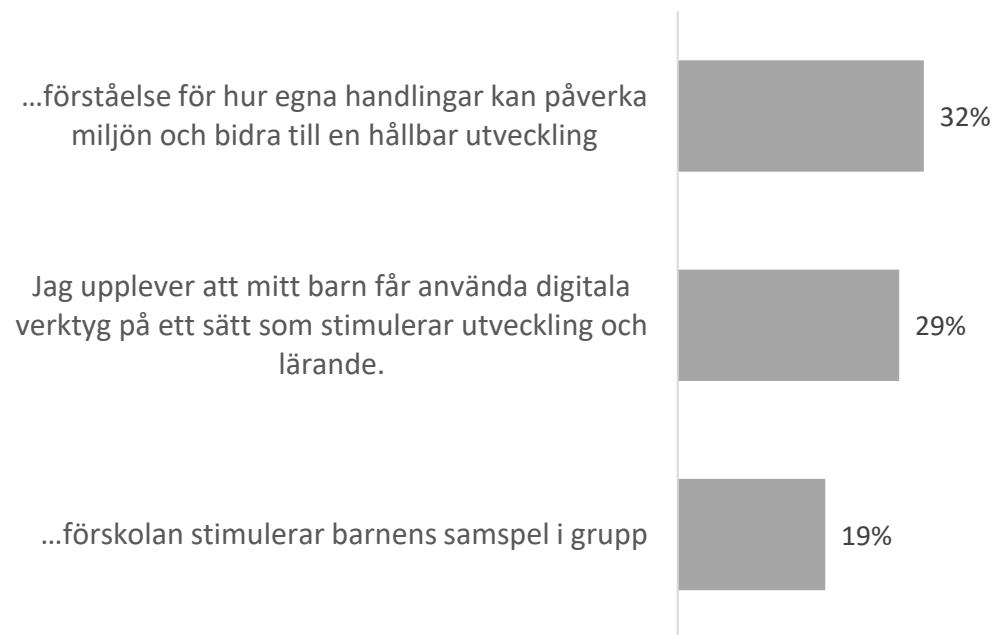 …förståelse för hur egna handlingar kan påverka
miljön och bidra till en hållbar utveckling
32%
Jag upplever att mitt barn får använda digitala
verktyg på ett sätt som stimulerar utveckling och
lärande.
29%
…förskolan stimulerar barnens samspel i grupp
19%